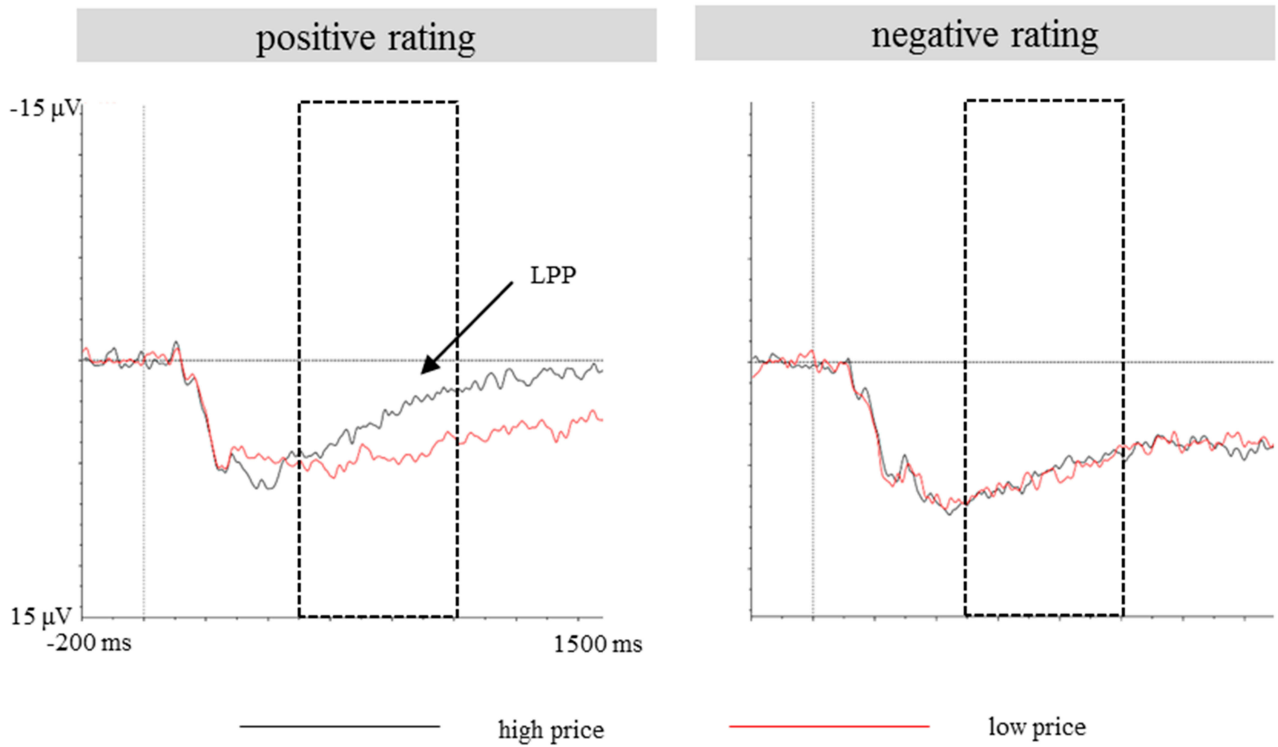 positive rating
negative rating
-15 μV
LPP
15 μV
-200 ms
1500 ms
high price
low price